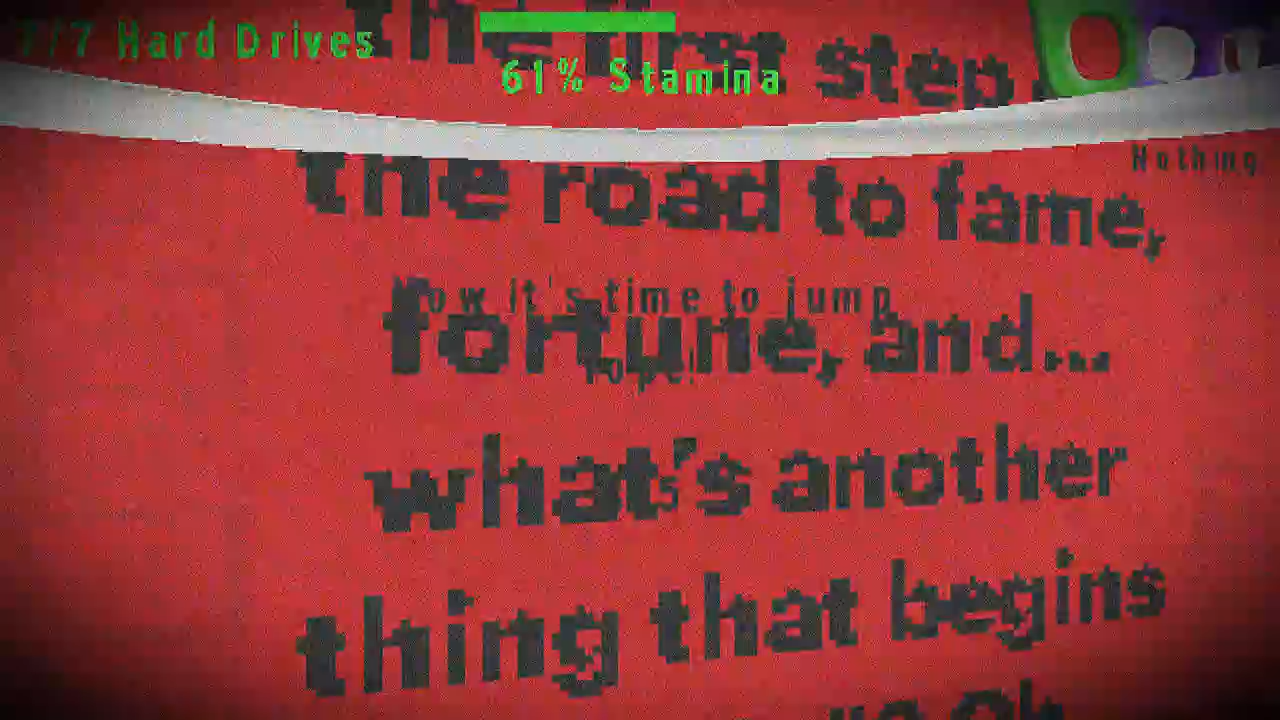 7/7 Hard Drives
61% Stamina
Nothing
the first step
the road to fame,
fortune, and...
what's another
thing that begins
Now it's time to jump
rope!
5